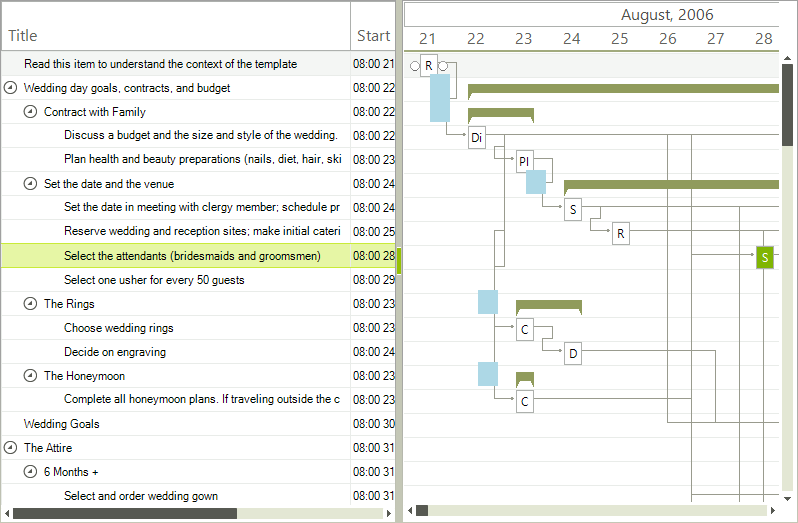 August, 2006
Title
Start
21 22 23 24 25 26 27 28
Read this item to understand the context of the template 08:00 21 R
Wedding day goals, contracts, and budget 08:00 22
Contract with Family 08:00 22
Discuss a budget and the size and style of the wedding. 08:00 22 Di
Plan health and beauty preparations (nails, diet, hair, ski 08:00 23 Pl
Set the date and the venue 08:00 24
Set the date in meeting with clergy member; schedule pr 08:00 24 S
Reserve wedding and reception sites; make initial cateri 08:00 25 R
Select the attendants (bridesmaids and groomsmen) 08:00 28 S
Select one usher for every 50 guests 08:00 29
The Rings 08:00 23
Choose wedding rings 08:00 23 C
Decide on engraving 08:00 24 D
The Honeymoon 08:00 23
Complete all honeymoon plans. If traveling outside the c 08:00 23 C
Wedding Goals 08:00 30
The Attire 08:00 31
6 Months + 08:00 31
Select and order wedding gown 08:00 31